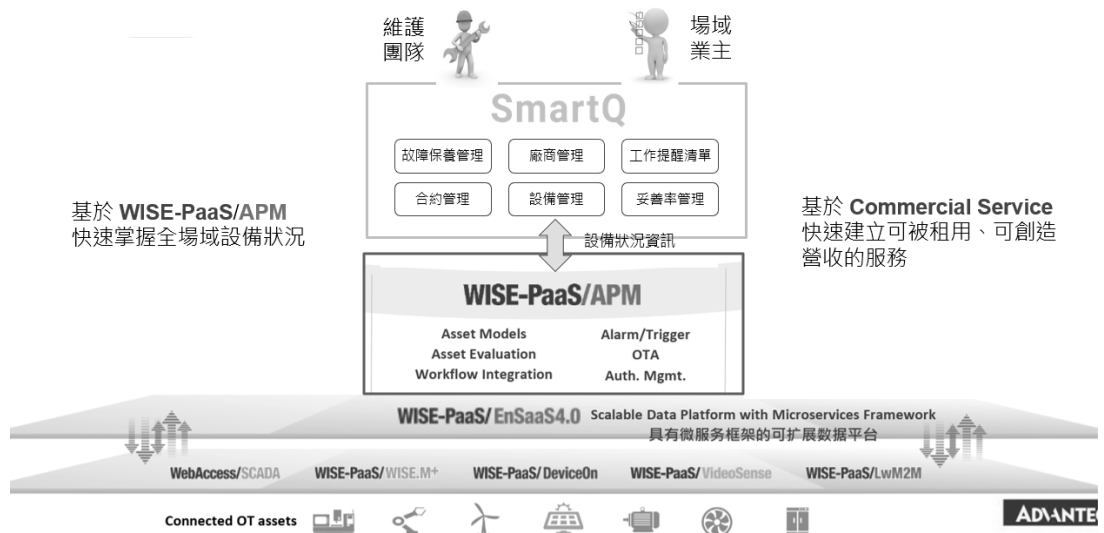 維護
團隊
場域
業主
SmartQ
故障保養管理
廠商管理
工作提醒清單
合約管理
設備管理
妥善率管理
基於 WISE-PaaS/APM
快速掌握全場域設備狀況
基於 Commercial Service
快速建立可被租用、可創造
營收的服務
設備狀況資訊
WISE-PaaS/APM
Asset Models
Asset Evaluation
Workflow Integration
Alarm/Trigger
OTA
Auth. Mgmt.
WISE-PaaS/EnSaaS4.0 Scalable Data Platform with Microservices Framework
具有微服务框架的可扩展数据平台
WebAccess/SCADA
WISE-PaaS/WISE.M+
WISE-PaaS/DeviceOn
WISE-PaaS/VideoSense
WISE-PaaS/LwM2M
Connected OT assets